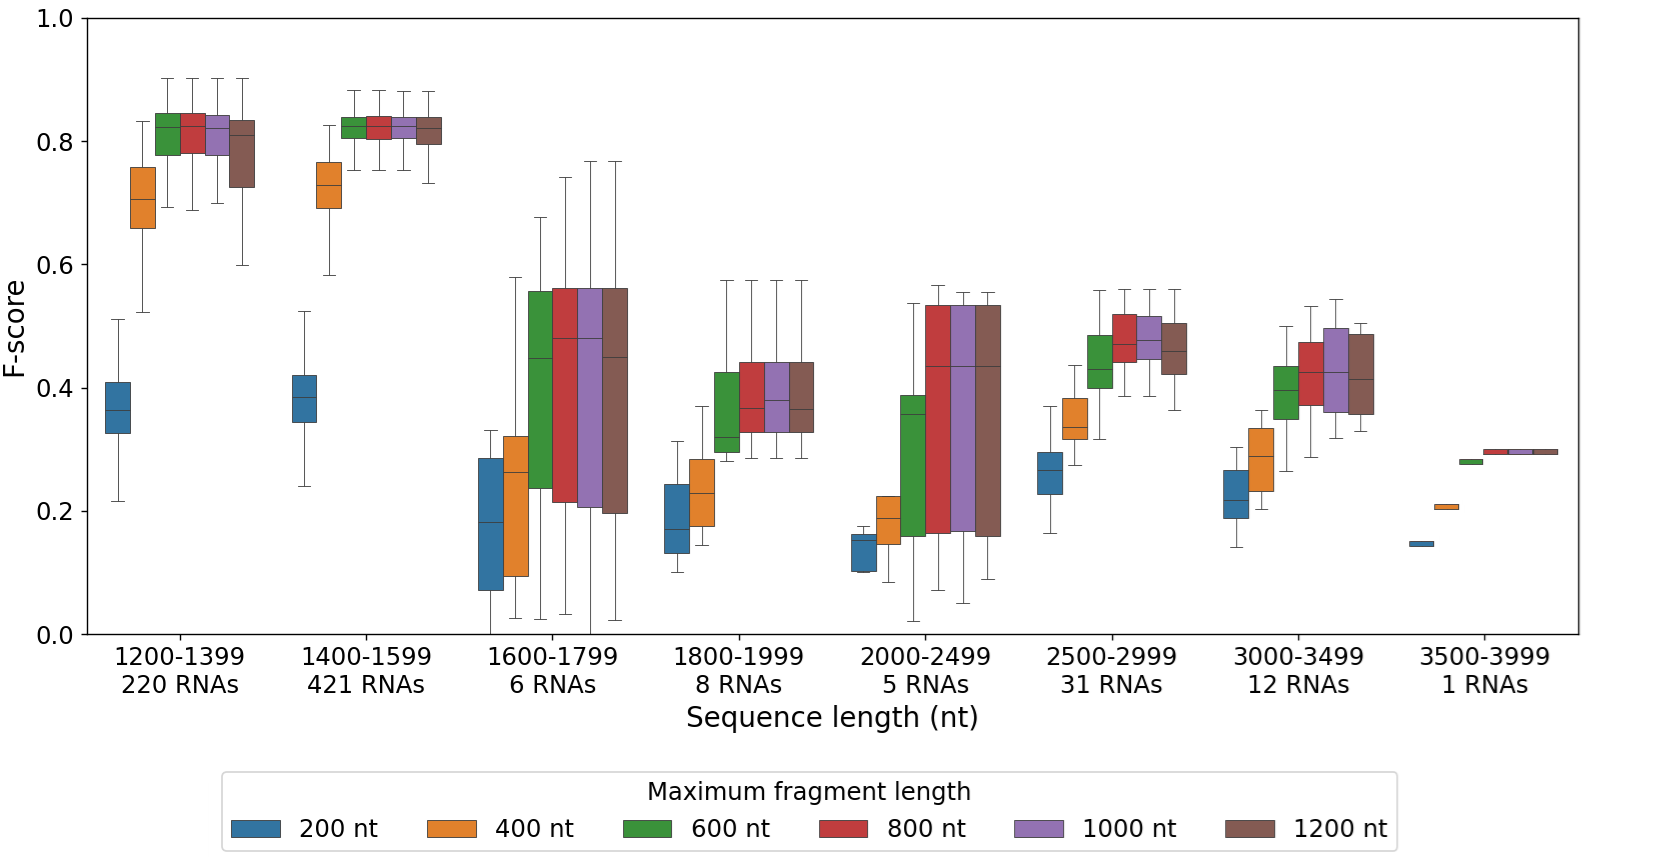 1.0
0.8
0.6
0.4
0.2
0.0
F-score
1200-1399 1400-1599 1600-1799 1800-1999 2000-2499 2500-2999 3000-3499 3500-3999
220 RNAs 421 RNAs 6 RNAs 8 RNAs 5 RNAs 31 RNAs 12 RNAs 1 RNAs
Sequence length (nt)
Maximum fragment length
200 nt 400 nt 600 nt 800 nt 1000 nt 1200 nt